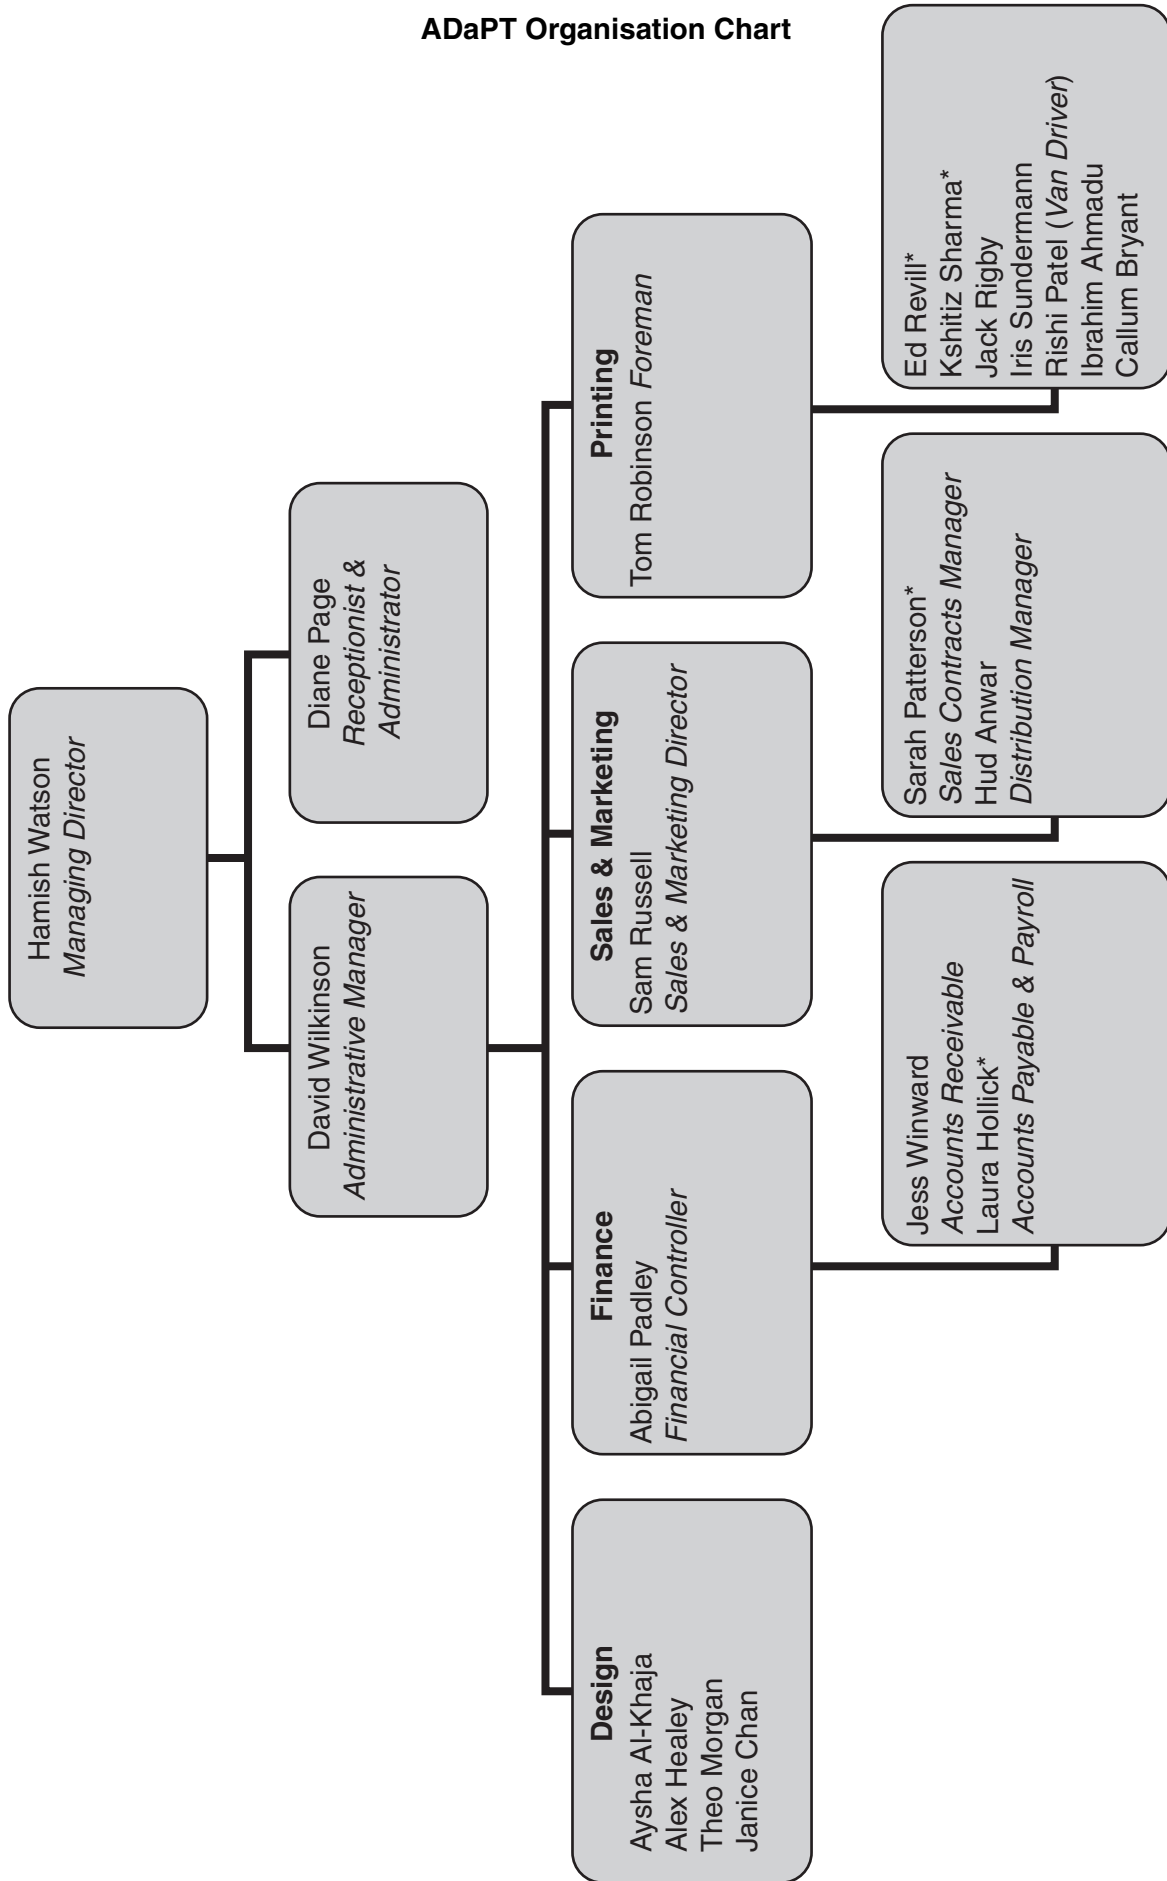 ADaPT Organisation Chart
Hamish Watson
Managing Director
David Wilkinson
Administrative Manager
Diane Page
Receptionist &
Administrator
Design
Aysha Al-Khaja
Alex Healey
Theo Morgan
Janice Chan
Finance
Abigail Padley
Financial Controller
Sales & Marketing
Sam Russell
Sales & Marketing Director
Printing
Tom Robinson Foreman
Jess Winward
Accounts Receivable
Laura Hollick*
Accounts Payable & Payroll
Sarah Patterson*
Sales Contracts Manager
Hud Anwar
Distribution Manager
Ed Revill*
Kshitiz Sharma*
Jack Rigby
Iris Sundermann
Rishi Patel (Van Driver)
Ibrahim Ahmadu
Callum Bryant